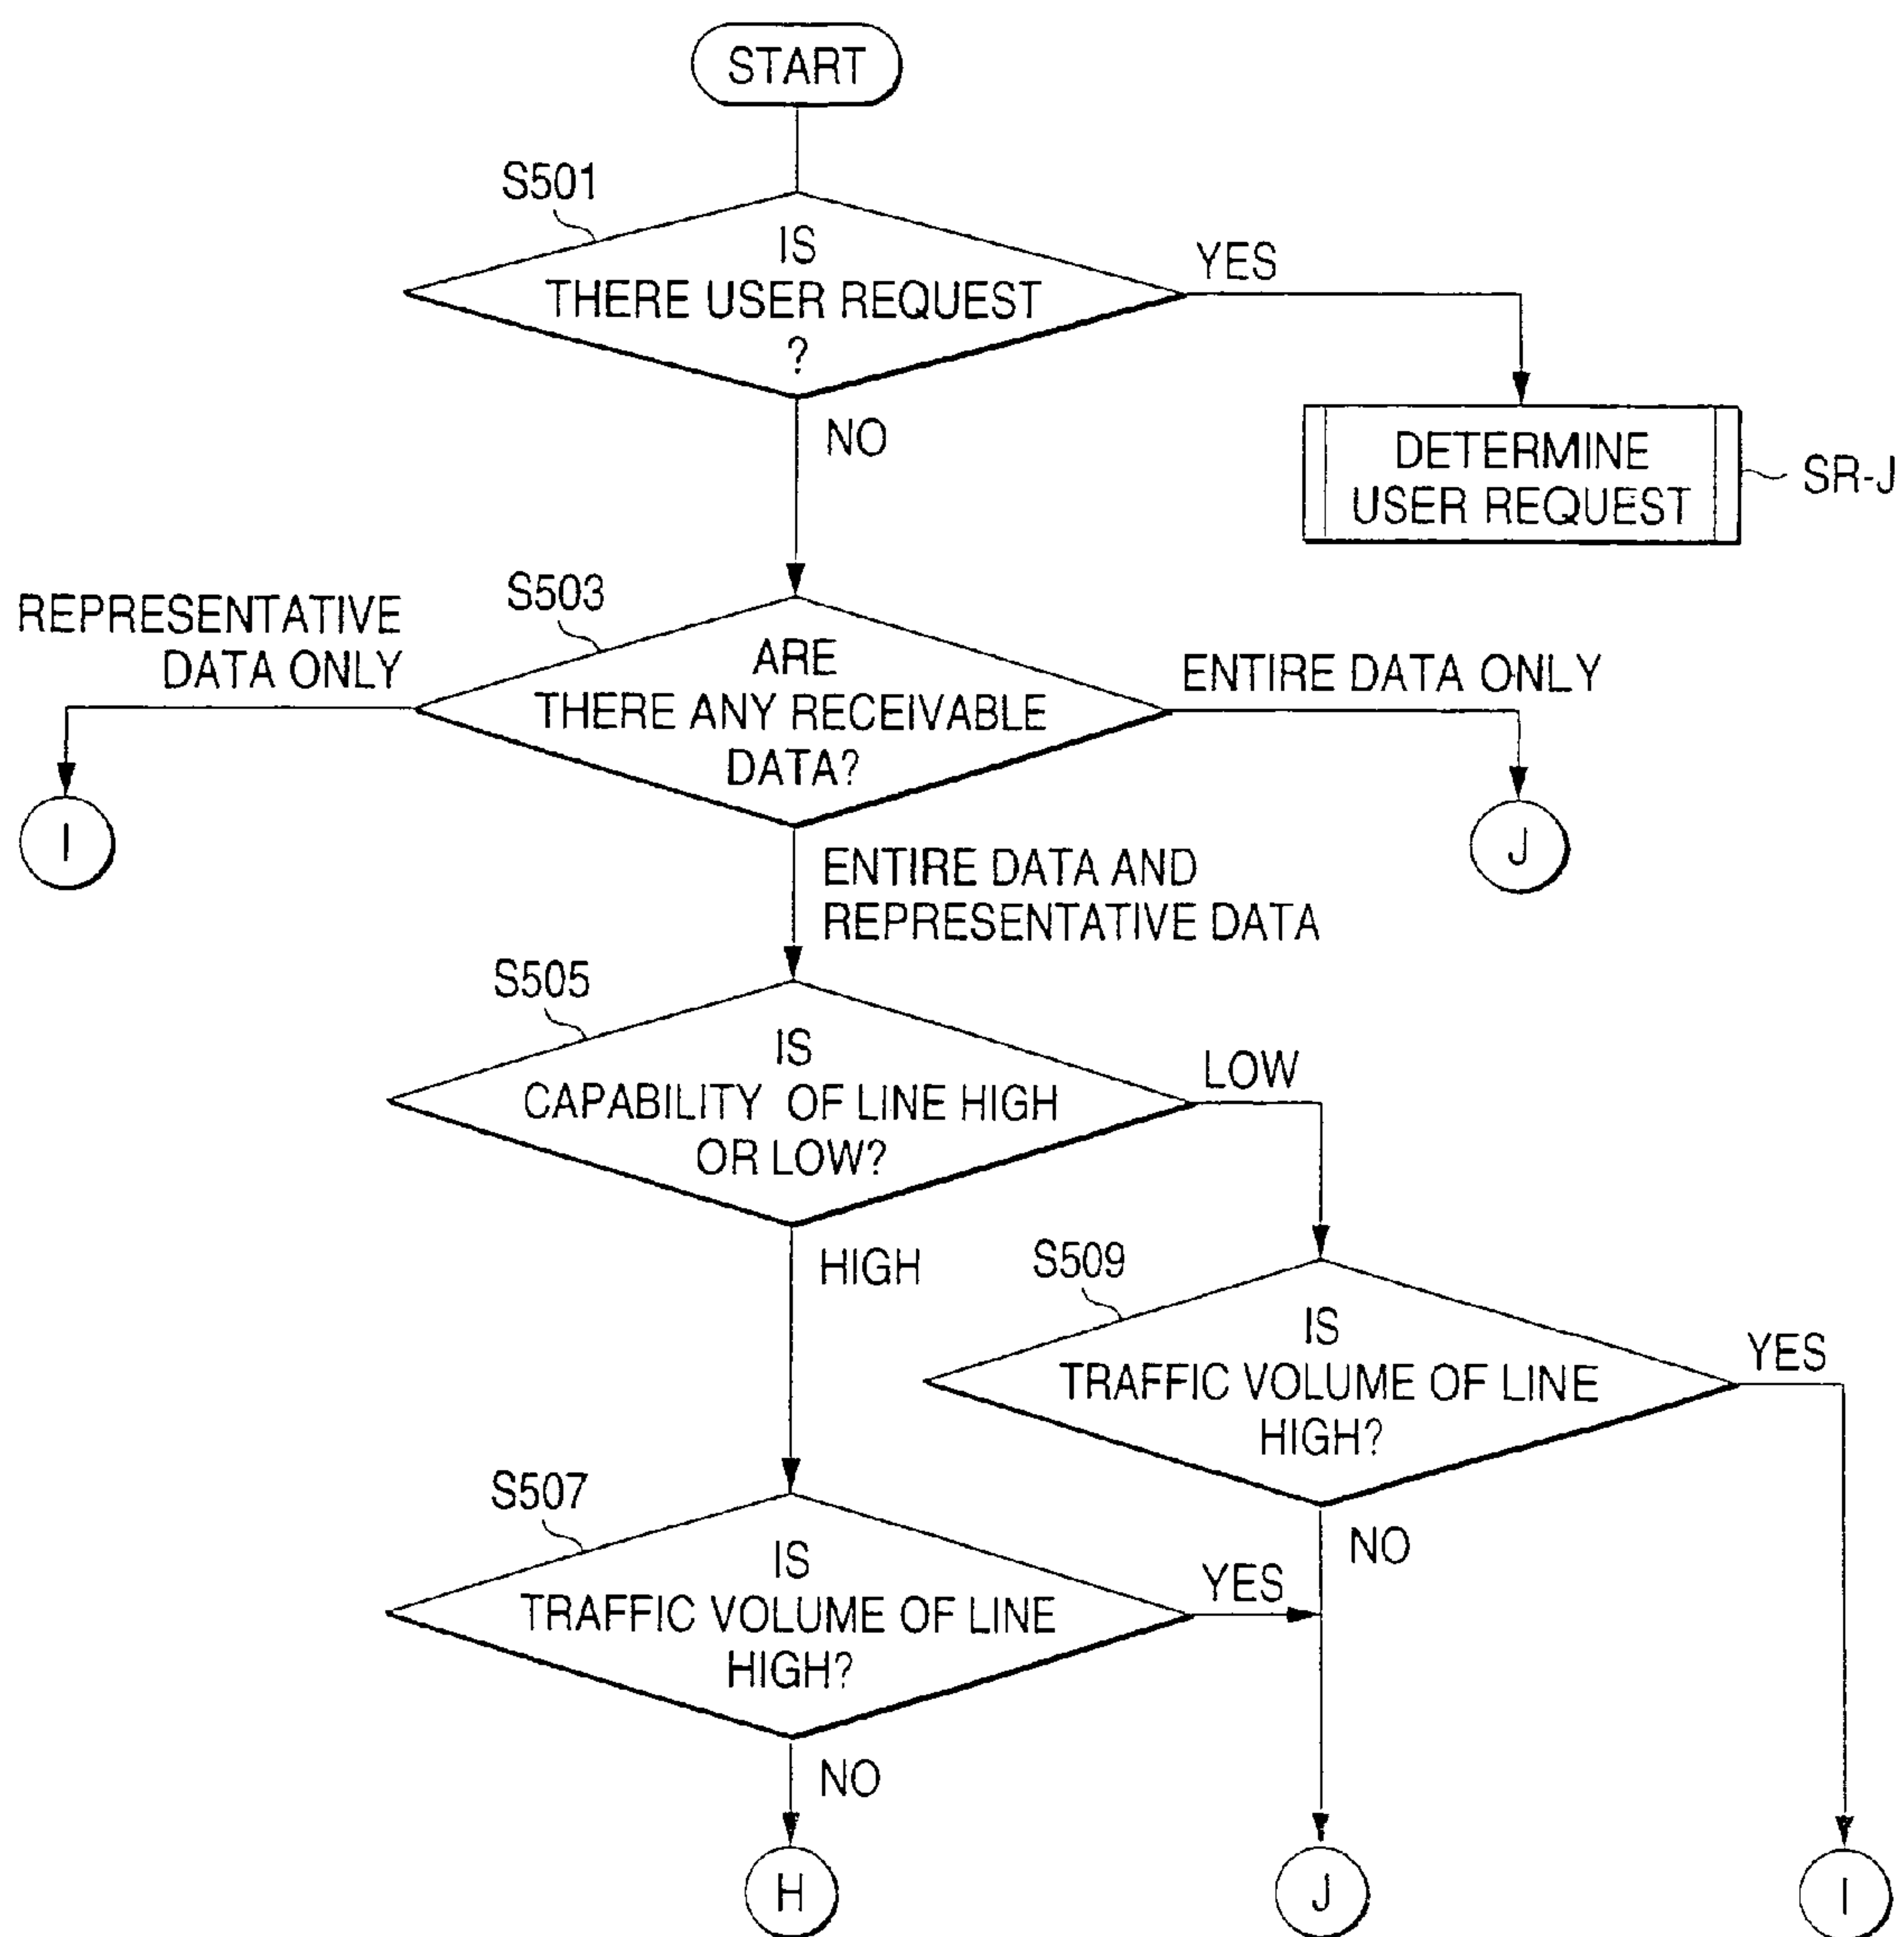 START
S501
IS
THERE USER REQUEST
?
YES
NO
DETERMINE
USER REQUEST
SR-J
REPRESENTATIVE
DATA ONLY
S503
ARE
THERE ANY RECEIVABLE
DATA?
ENTIRE DATA ONLY
I
J
ENTIRE DATA AND
REPRESENTATIVE DATA
S505
IS
CAPABILITY OF LINE HIGH
OR LOW?
LOW
HIGH
S509
IS
TRAFFIC VOLUME OF LINE
HIGH?
YES
NO
S507
IS
TRAFFIC VOLUME OF LINE
HIGH?
YES
NO
H
J
I